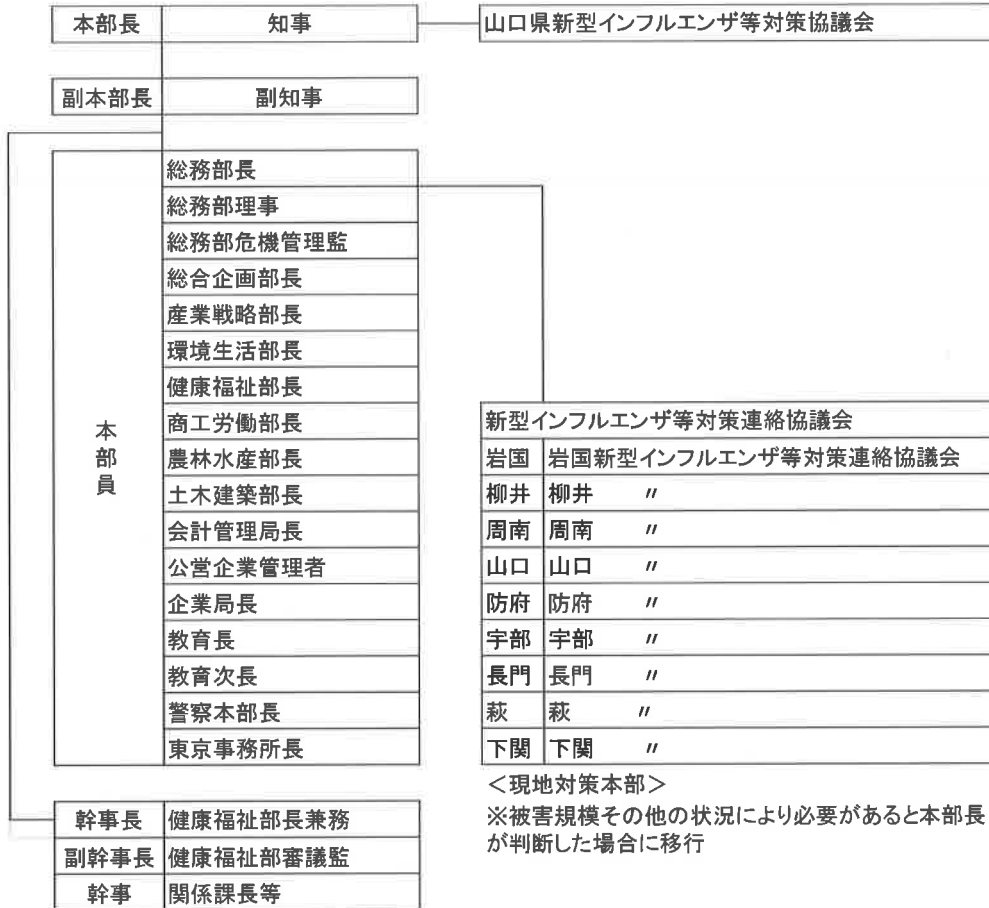 本部長 知事 山口県新型インフルエンザ等対策協議会
副本部長 副知事
本部員
総務部長
総務部理事
総務部危機管理監
総合企画部長
産業戦略部長
環境生活部長
健康福祉部長
商工労働部長
農林水産部長
土木建築部長
会計管理局長
公営企業管理者
企業局長
教育長
教育次長
警察本部長
東京事務所長
新型インフルエンザ等対策連絡協議会
岩国 岩国新型インフルエンザ等対策連絡協議会
柳井 柳井 〃
周南 周南 〃
山口 山口 〃
防府 防府 〃
宇部 宇部 〃
長門 長門 〃
萩 萩 〃
下関 下関 〃
＜現地対策本部＞
※被害規模その他の状況により必要があると本部長
が判断した場合に移行
幹事長 健康福祉部長兼務
副幹事長 健康福祉部審議監
幹事 関係課長等